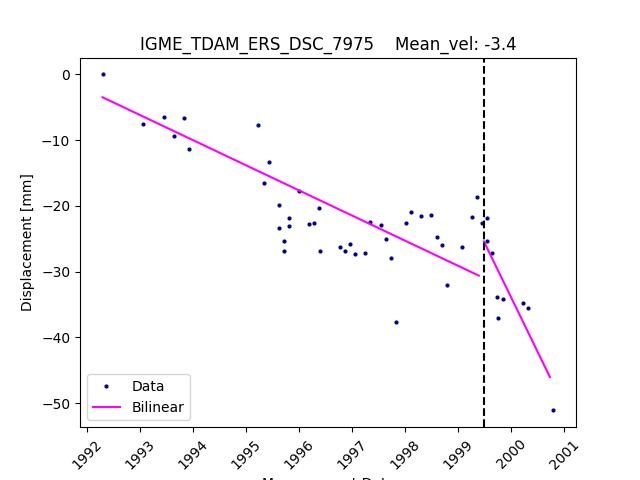 IGME_TDAM_ERS_DSC_7975    Mean_vel: -3.4
Displacement [mm]
0
−10
−20
−30
−40
−50
Data
Bilinear
1992 1993 1994 1995 1996 1997 1998 1999 2000 2001